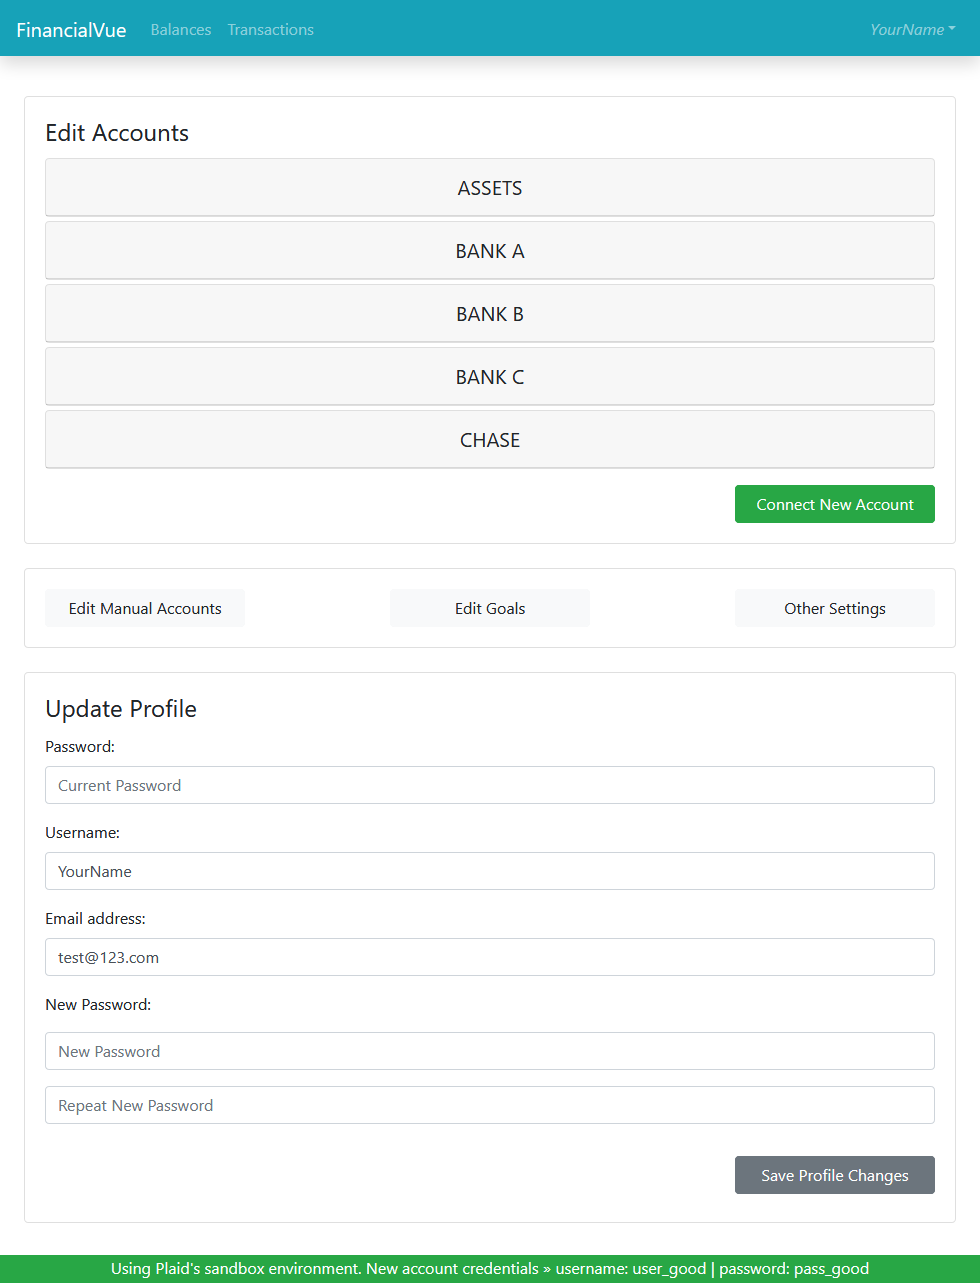 FinancialVue Balances Transactions YourName
Edit Accounts
ASSETS
BANK A
BANK B
BANK C
CHASE
Connect New Account
Edit Manual Accounts Edit Goals Other Settings
Update Profile
Password:
Current Password
Username:
YourName
Email address:
test@123.com
New Password:
New Password
Repeat New Password
Save Profile Changes
Using Plaid's sandbox environment. New account credentials » username: user_good | password: pass_good